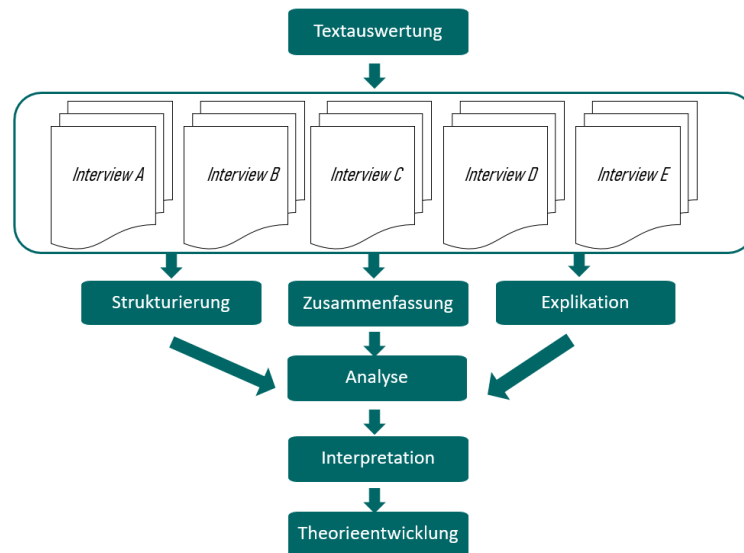 Textauswertung
Interview A
Interview B
Interview C
Interview D
Interview E
Strukturierung
Zusammenfassung
Explikation
Analyse
Interpretation
Theorieentwicklung